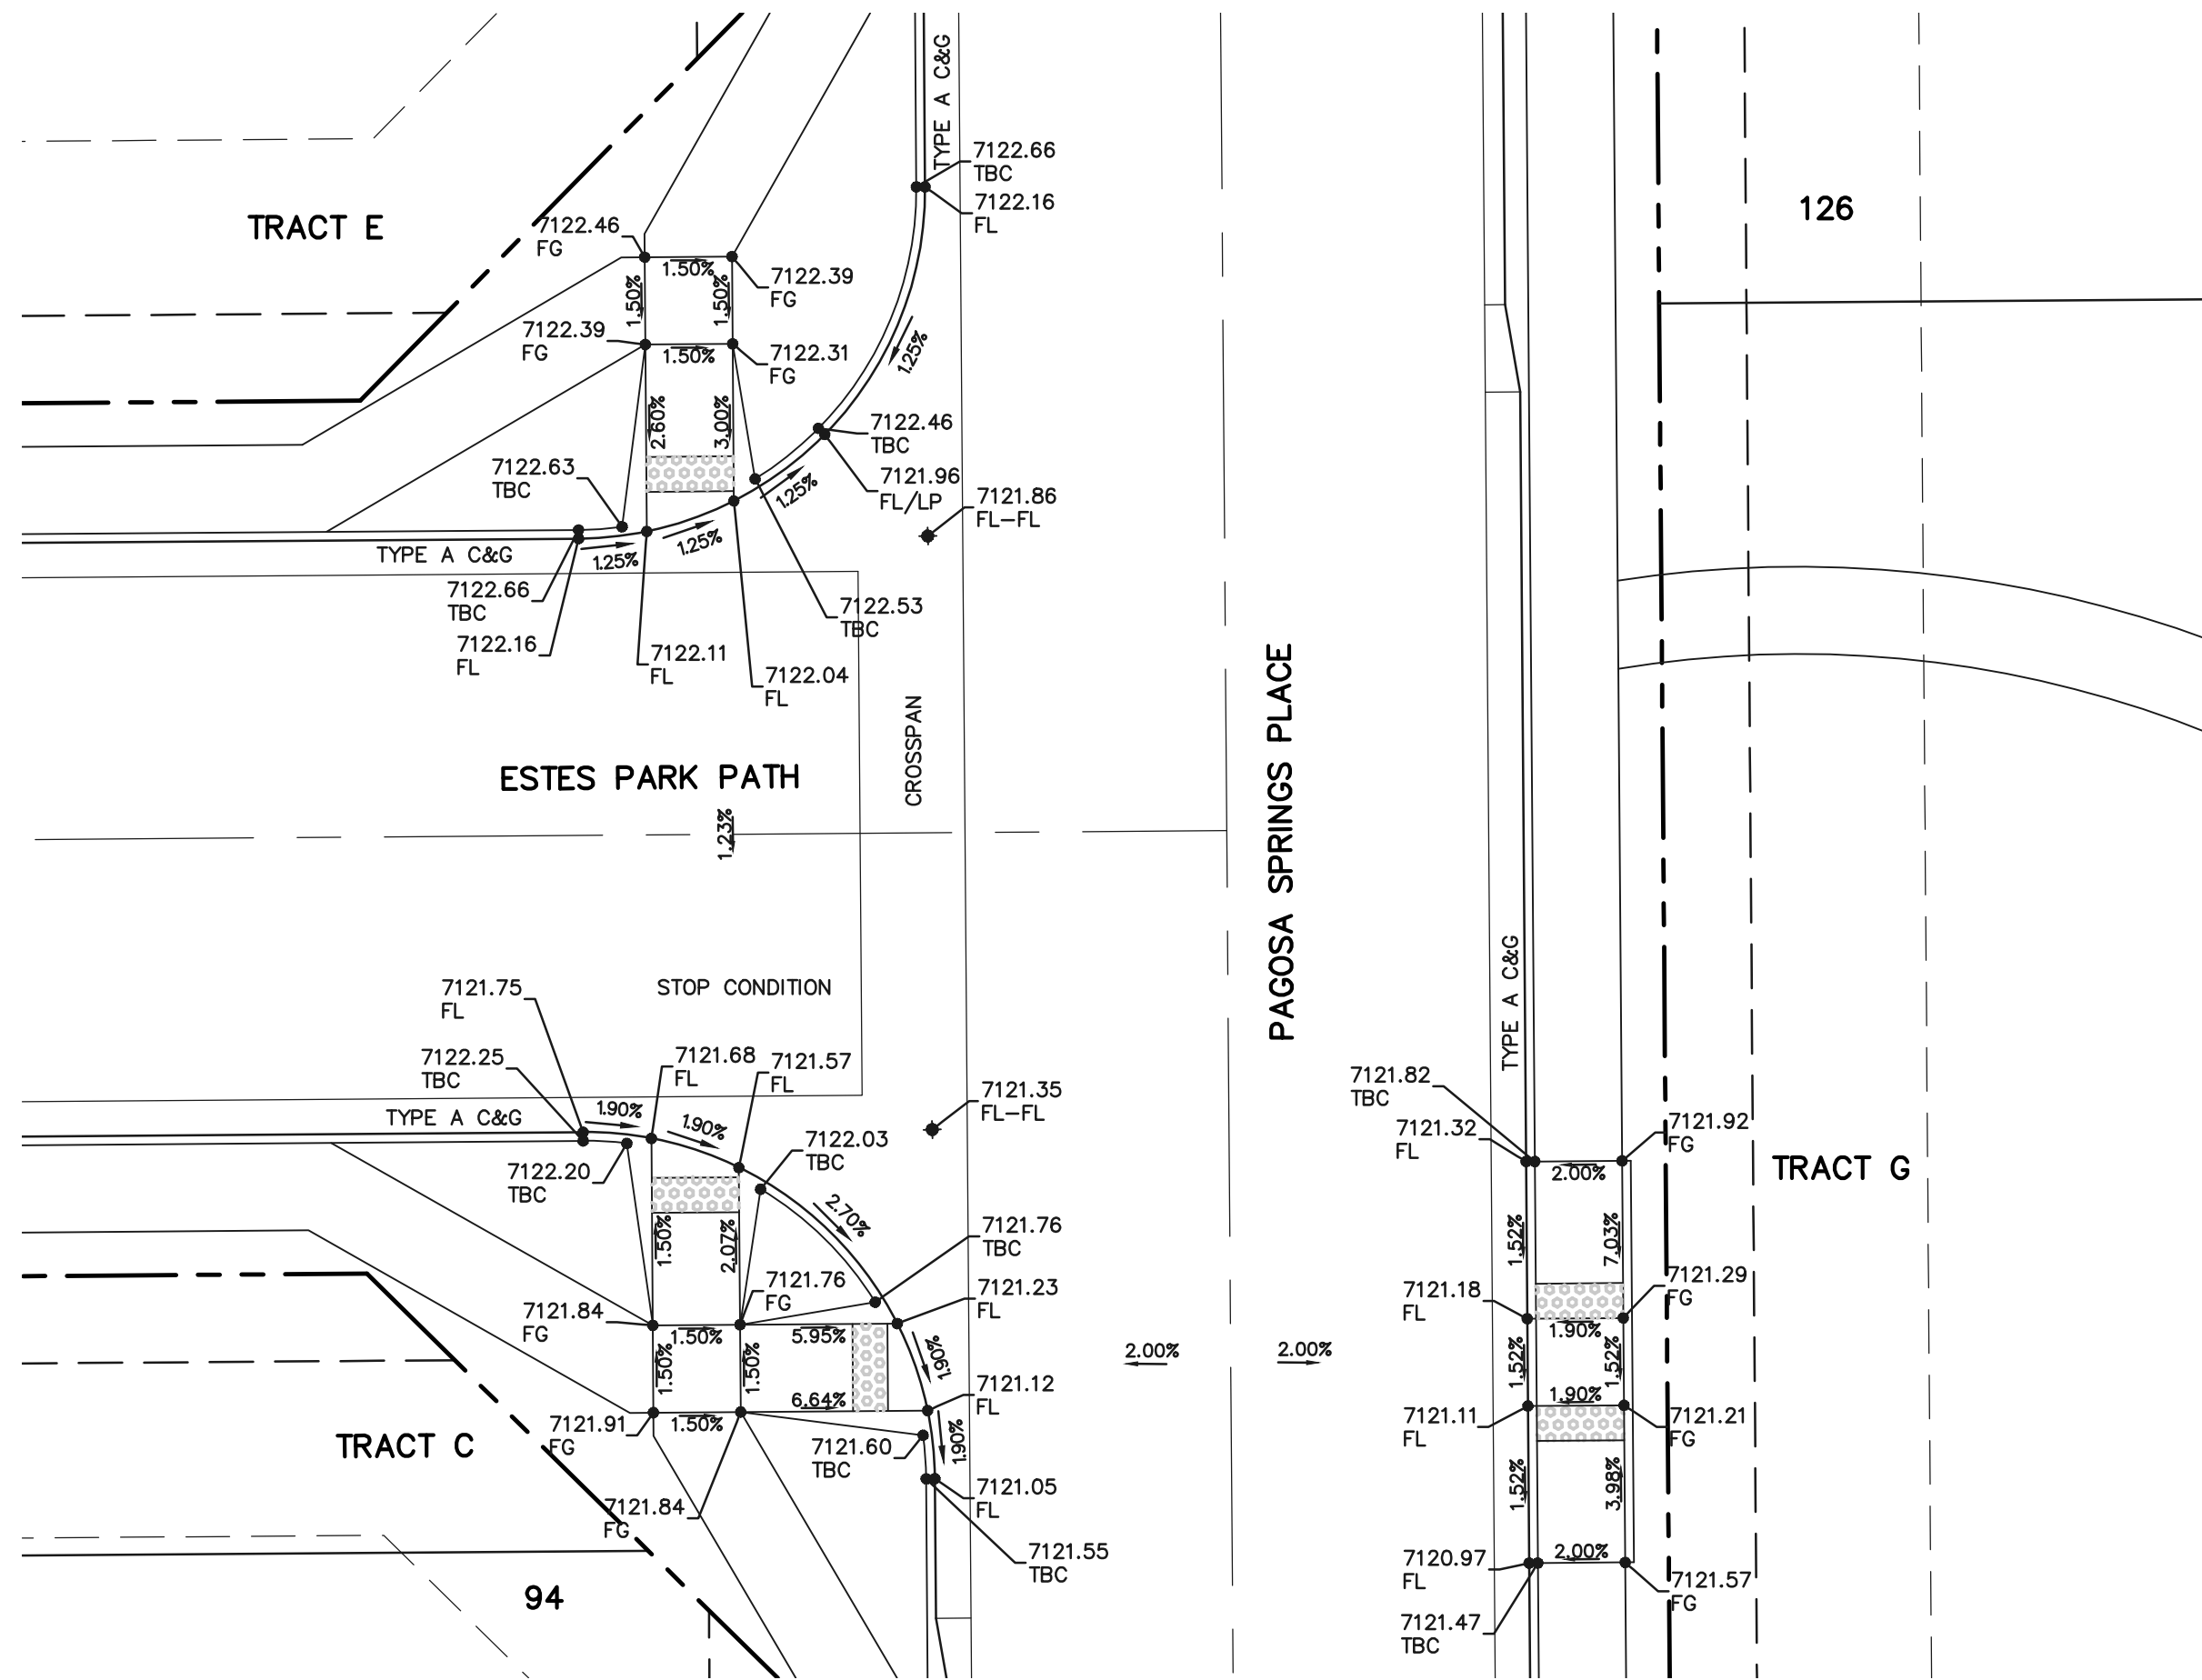 TYPE A C&G
7122.66
TBC
7122.16
FL
126
TRACT E
7122.46
FG
1.50%
7122.39
FG
1.50%
1.50%
7122.39
FG
1.50%
7122.31
FG
1.25%
2.60%
3.00%
7122.46
TBC
7122.63
TBC
7121.96
FL/LP
7121.86
FL-FL
1.25%
TYPE A C&G
1.25%
1.25%
7122.66
TBC
7122.53
TBC
7122.16
FL
7122.11
FL
7122.04
FL
CROSSPAN
ESTES PARK PATH
1.23%
PAGOSA SPRINGS PLACE
7121.75
FL
STOP CONDITION
TYPE A C&G
7122.25
TBC
7121.68
FL
7121.57
FL
7121.82
TBC
TYPE A C&G
1.90%
1.90%
7121.35
FL-FL
7121.32
FL
7121.92
FG
7122.03
TBC
7122.20
TBC
2.00%
TRACT G
2.70%
1.50%
2.07%
7121.76
TBC
1.52%
7.03%
7121.76
FG
7121.23
FL
7121.18
FL
7121.29
FG
7121.84
FG
1.50%
5.95%
1.90%
1.90%
2.00%
2.00%
1.50%
1.50%
1.52%
1.52%
7121.12
FL
1.90%
6.64%
7121.91
FG
1.50%
7121.11
FL
7121.21
FG
TRACT C
7121.60
TBC
1.90%
1.52%
3.98%
7121.84
FG
7121.05
FL
7121.55
TBC
2.00%
7120.97
FL
7121.57
FG
94
7121.47
TBC